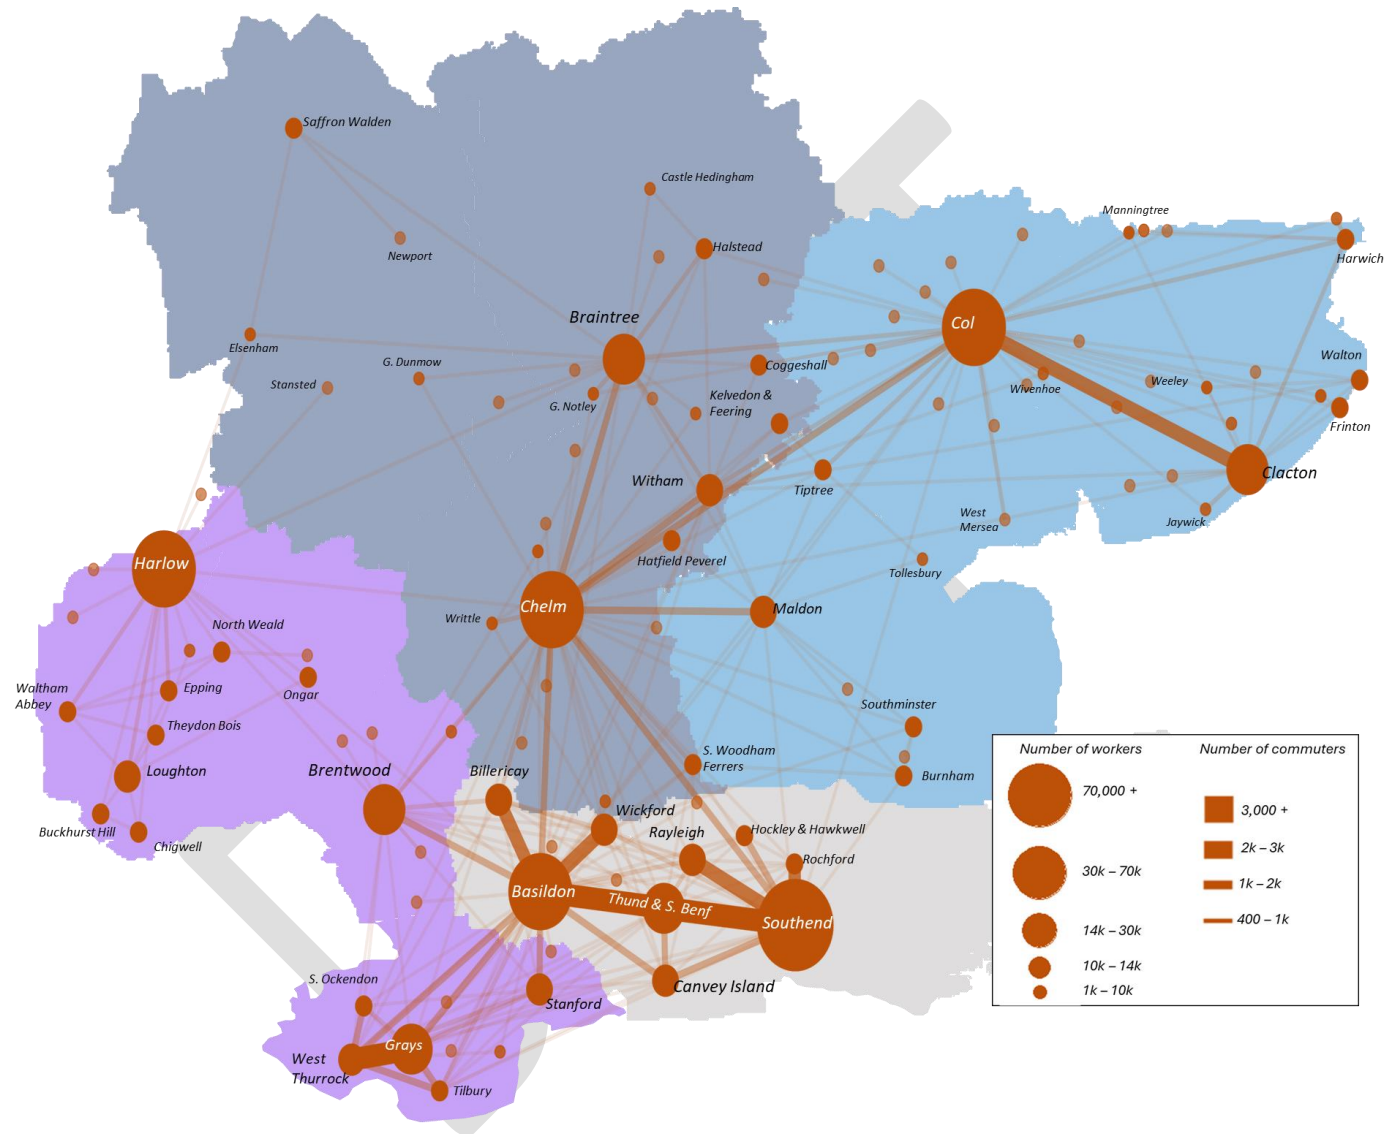 Saffron Walden
Castle Hedingham
Manningtree
Newport
Halstead
Harwich
Braintree
Col
Elsenham
G. Dunmow
Coggeshall
Walton
Stansted
Wivenhoe
Weeley
G. Notley
Kelvedon &
Feering
Frinton
Witham
Tiptree
Clacton
West
Mersea
Jaywick
Harlow
Hatfield Peverel
Tollesbury
Chelm
Maldon
Writtle
North Weald
Waltham
Abbey
Epping
Ongar
Theydon Bois
Southminster
Loughton
Brentwood
Billericay
S. Woodham
Ferrers
Burnham
Buckhurst Hill
Chigwell
Wickford
Rayleigh
Hockley & Hawkwell
Rochford
Basildon
Thund & S. Benf
Southend
S. Ockendon
Stanford
Canvey Island
Grays
West
Thurrock
Tilbury
Number of workers
70,000 +
30k – 70k
14k – 30k
10k – 14k
1k – 10k
Number of commuters
3,000 +
2k – 3k
1k – 2k
400 – 1k